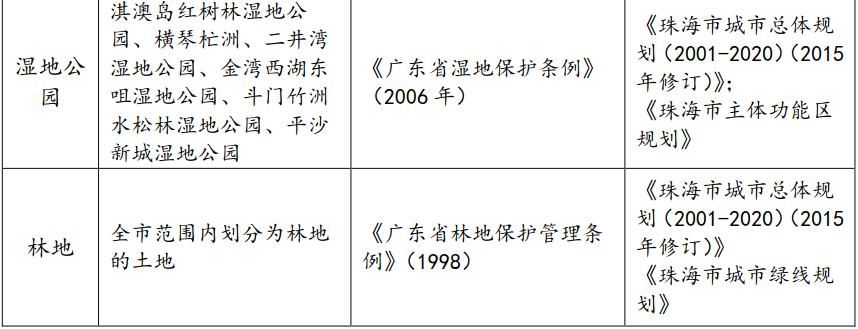 湿地公
园
淇澳岛红树林湿地公
园、横琴杧洲、二井湾
湿地公园、金湾西湖东
咀湿地公园、斗门竹洲
水松林湿地公园、平沙
新城湿地公园
《广东省湿地保护条例》
（2006 年）
《珠海市城市总体规
划（2001-2020）（2015
年修订）》；
《珠海市主体功能区
规划》
林地
全市范围内划分为林地
的土地
《广东省林地保护管理条
例》（1998）
《珠海市城市总体规
划（2001-2020）（2015
年修订）》
《珠海市城市绿线规
划》